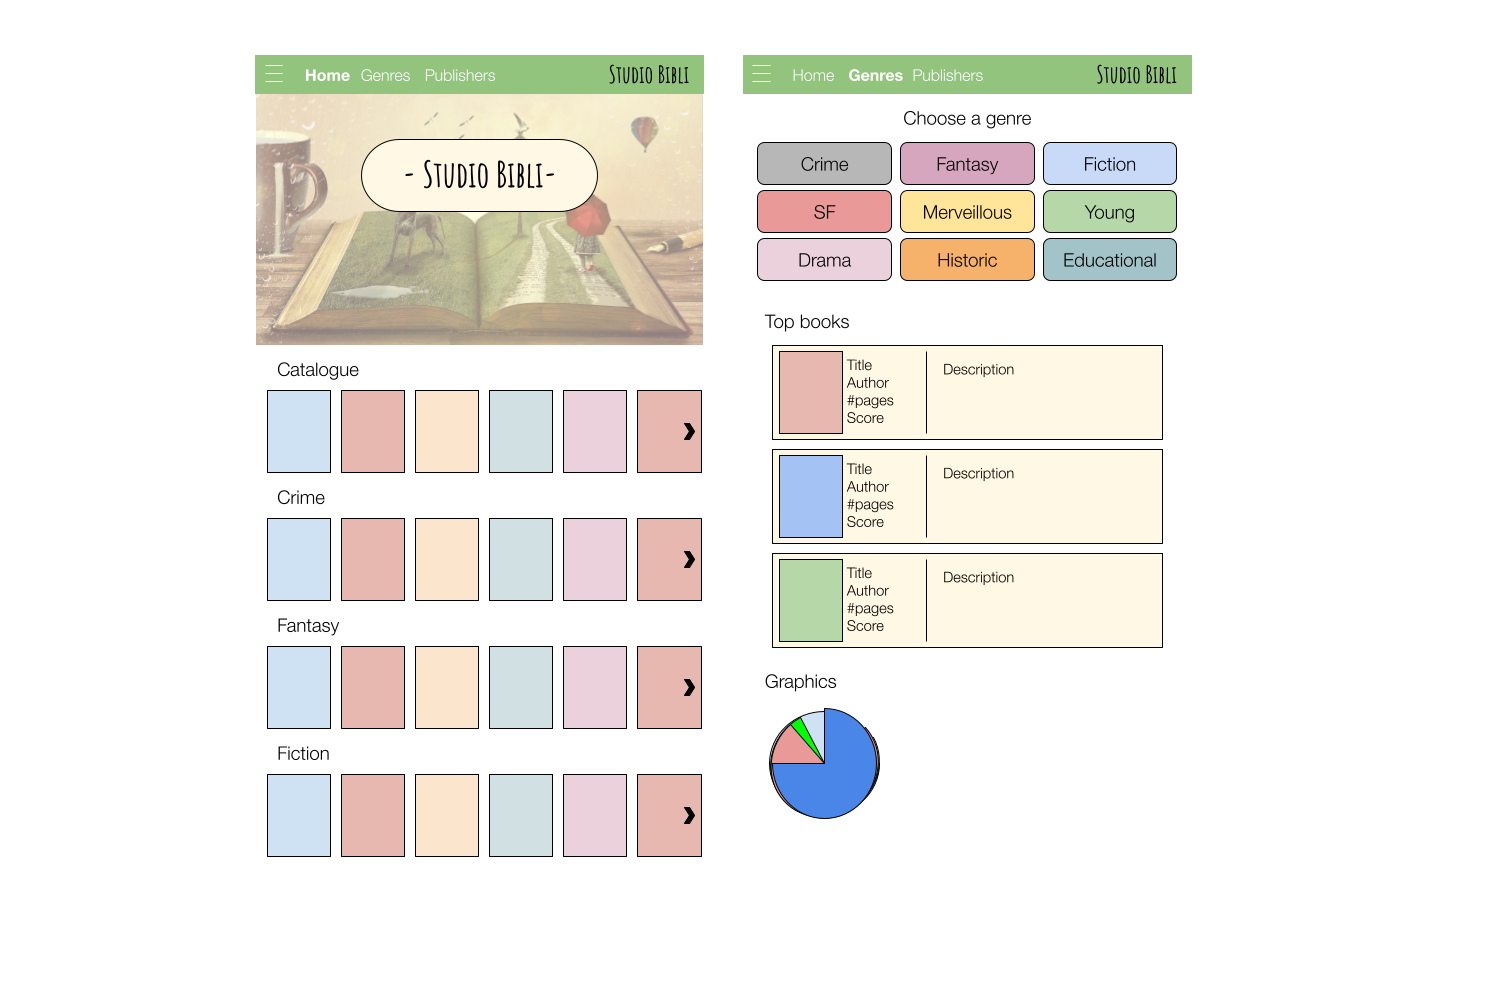 Home Genres Publishers STUDIO BIBLI
- STUDIO BIBLI-
Catalogue
Crime
Fantasy
Fiction
Home Genres Publishers STUDIO BIBLI
Choose a genre
Crime Fantasy Fiction
SF Merveillous Young
Drama Historic Educational
Top books
Title
Author
#pages
Score
Description
Title
Author
#pages
Score
Description
Title
Author
#pages
Score
Description
Graphics